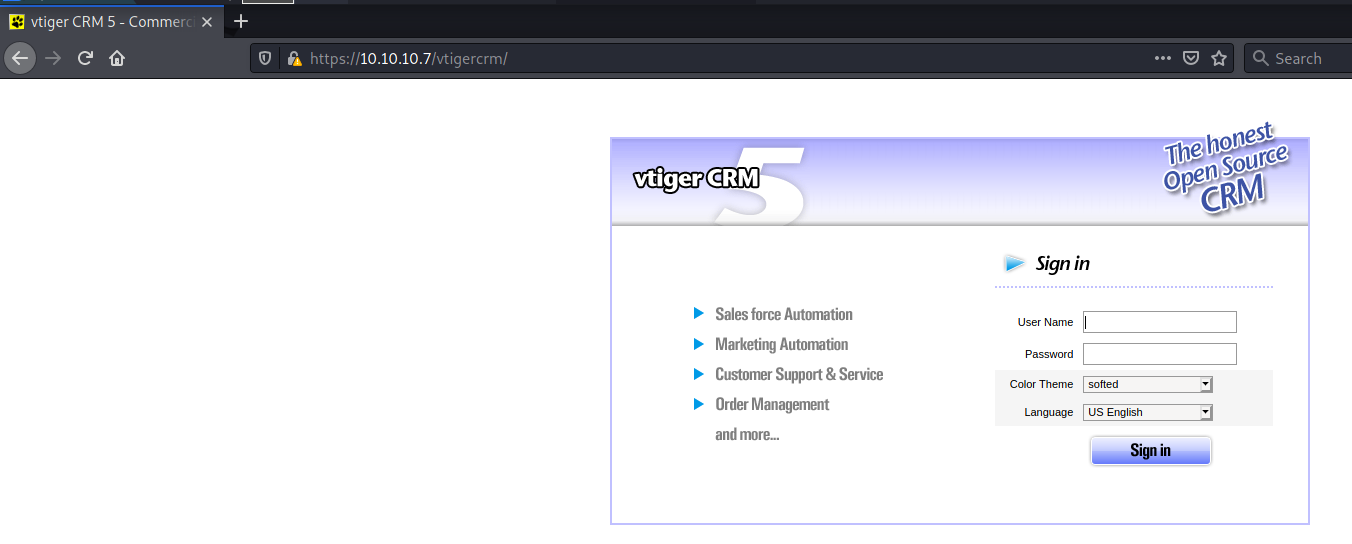 vtiger CRM 5 - Commerc
https://10.10.10.7/vtigercrm/
Search
vtiger CRM 5
The honest
Open Source
CRM
Sign in
Sales force Automation
Marketing Automation
Customer Support & Service
Order Management
and more...
User Name
Password
Color Theme softed
Language US English
Sign in